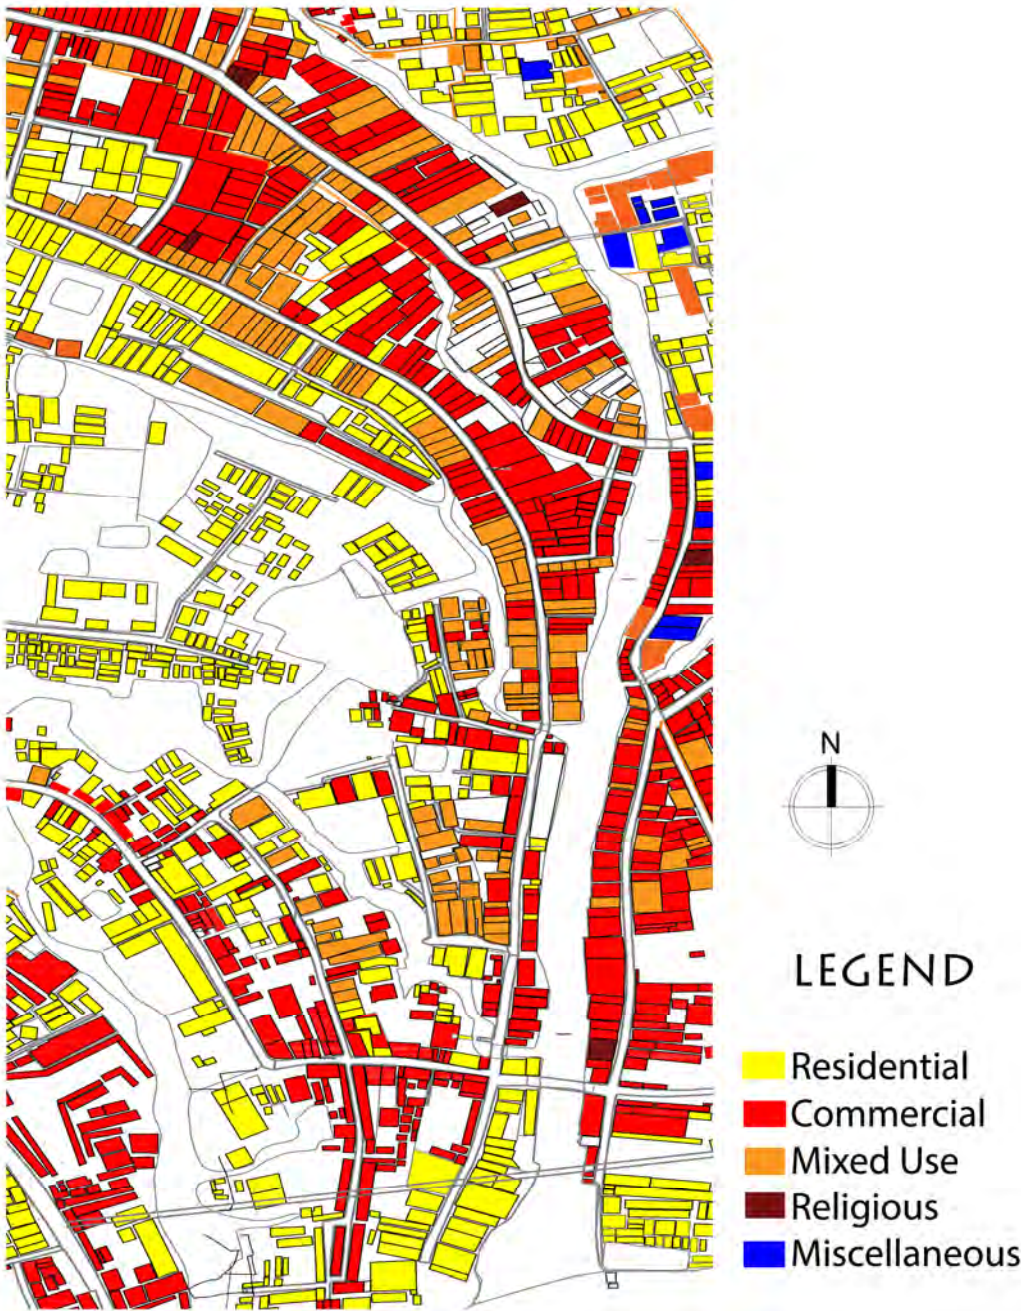 N
LEGEND
Residential
Commercial
Mixed Use
Religious
Miscellaneous